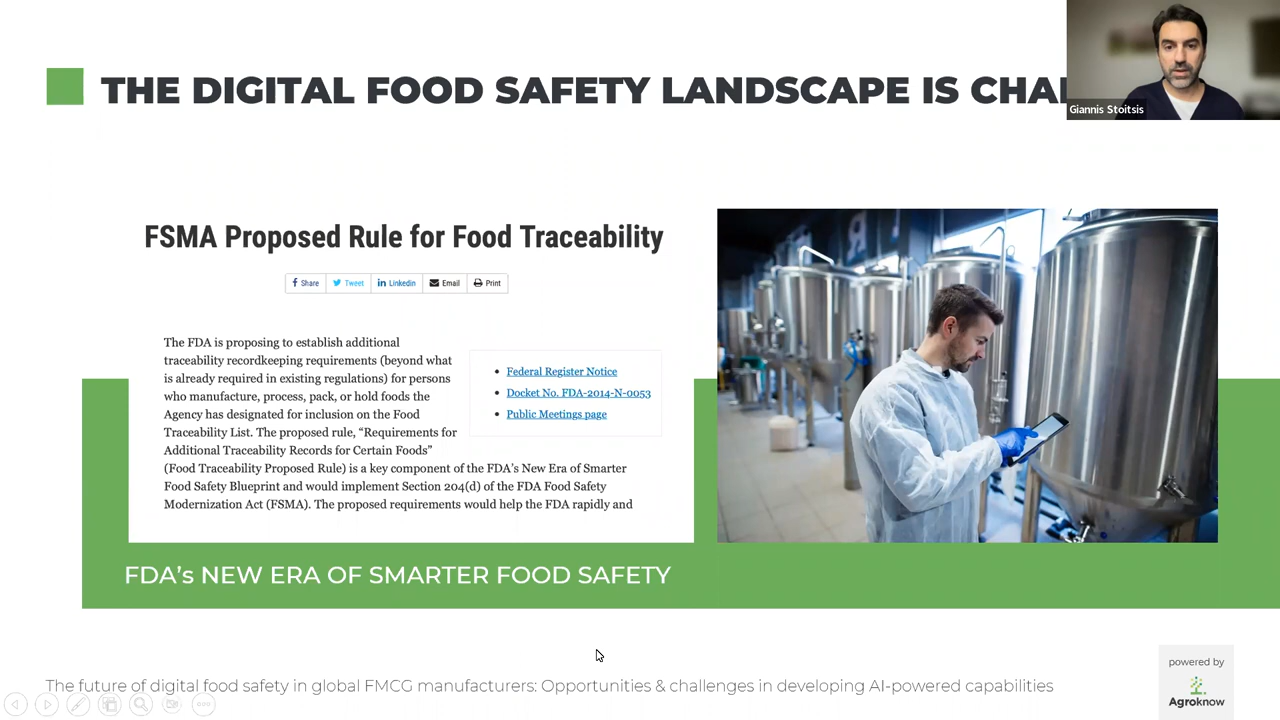 THE DIGITAL FOOD SAFETY LANDSCAPE IS
Giannis Stoitsis
FSMA Proposed Rule for Food Traceability
Share
Tweet
Linkedin
Email
Print
The FDA is proposing to establish additional
traceability recordkeeping requirements (beyond what
is already required in existing regulations) for persons
who manufacture, process, pack, or hold foods the
Agency has designated for inclusion on the Food
Traceability List. The proposed rule, “Requirements for
Additional Traceability Records for Certain Foods”
(Food Traceability Proposed Rule) is a key component of the FDA’s New Era of Smarter
Food Safety Blueprint and would implement Section 204(d) of the FDA Food Safety
Modernization Act (FSMA). The proposed requirements would help the FDA rapidly and
Federal Register Notice
Docket No. FDA-2014-N-0053
Public Meetings page
FDA’s NEW ERA OF SMARTER FOOD SAFETY
The future of digital food safety in global FMCG manufacturers: Opportunities & challenges in developing AI-powered capabilities
powered by
Agroknow